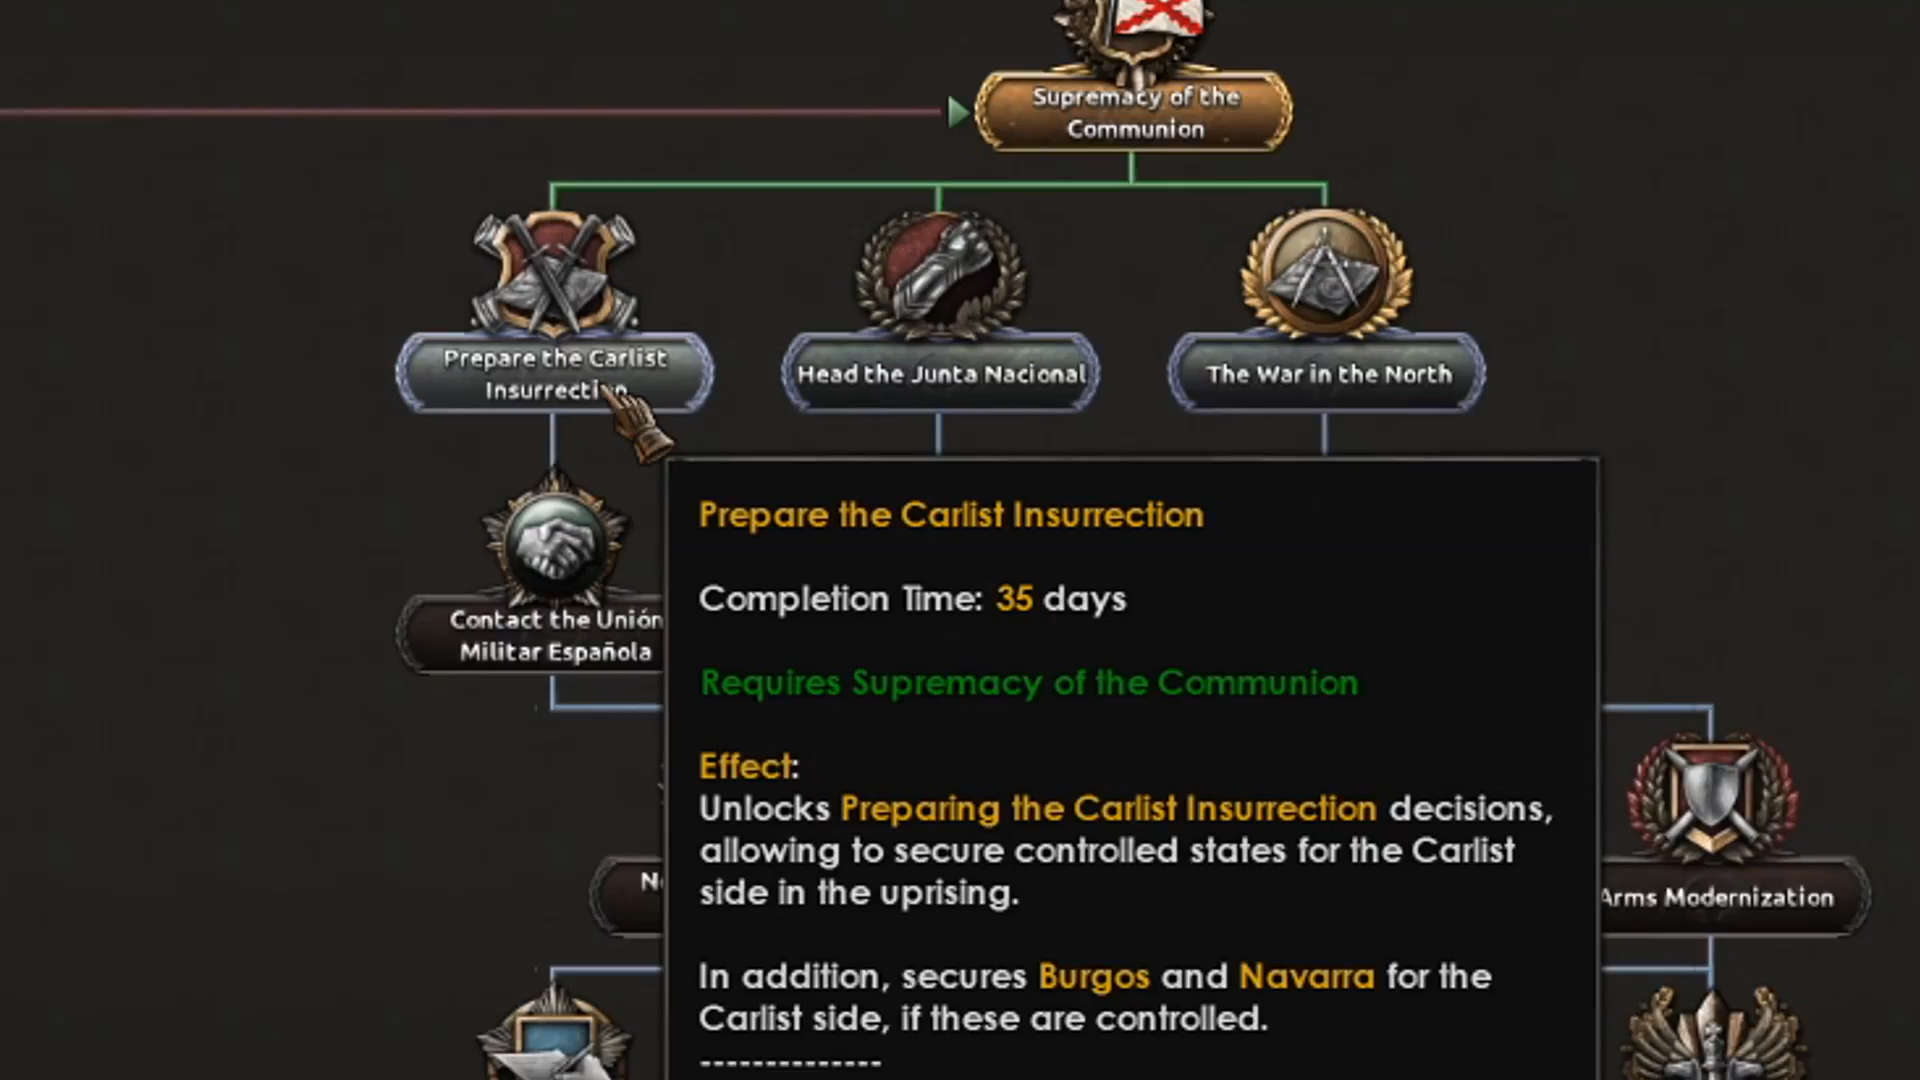 Supremacy of the
Communion
Prepare the Carlist
Insurrection
Head the Junta Nacional
The War in the North
Contact the Unión
Militar Española
Prepare the Carlist Insurrection
Completion Time: 35 days
Requires Supremacy of the Communion
Effect:
Unlocks Preparing the Carlist Insurrection decisions,
allowing to secure controlled states for the Carlist
side in the uprising.
In addition, secures Burgos and Navarra for the
Carlist side, if these are controlled.
--------------
Arms Modernization